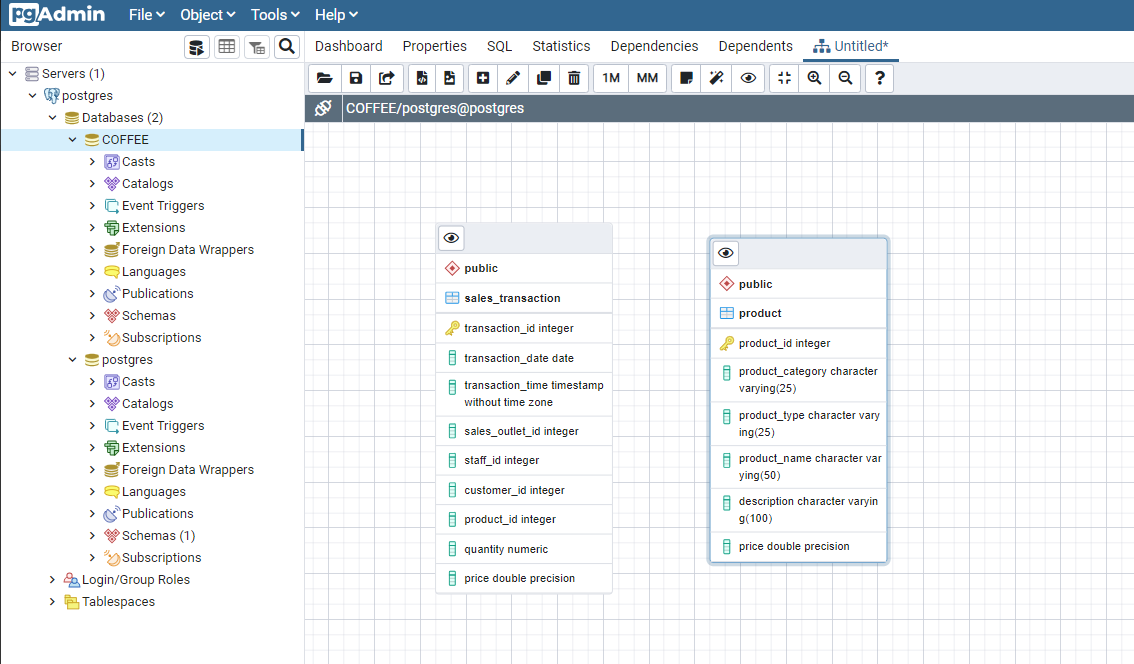 pgAdmin File Object Tools Help
Browser Dashboard Properties SQL Statistics Dependencies Dependents Untitled*
1M MM ?
COFFEE/postgres@postgres
Servers (1)
postgres
Databases (2)
COFFEE
Casts
Catalogs
Event Triggers
Extensions
Foreign Data Wrappers
Languages
Publications
Schemas
Subscriptions
postgres
Casts
Catalogs
Event Triggers
Extensions
Foreign Data Wrappers
Languages
Publications
Schemas (1)
Subscriptions
Login/Group Roles
Tablespaces
public
sales_transaction
transaction_id integer
transaction_date date
transaction_time timestamp
without time zone
sales_outlet_id integer
staff_id integer
customer_id integer
product_id integer
quantity numeric
price double precision
public
product
product_id integer
product_category character
varying(25)
product_type character vary
ing(25)
product_name character var
ying(50)
description character varyin
g(100)
price double precision